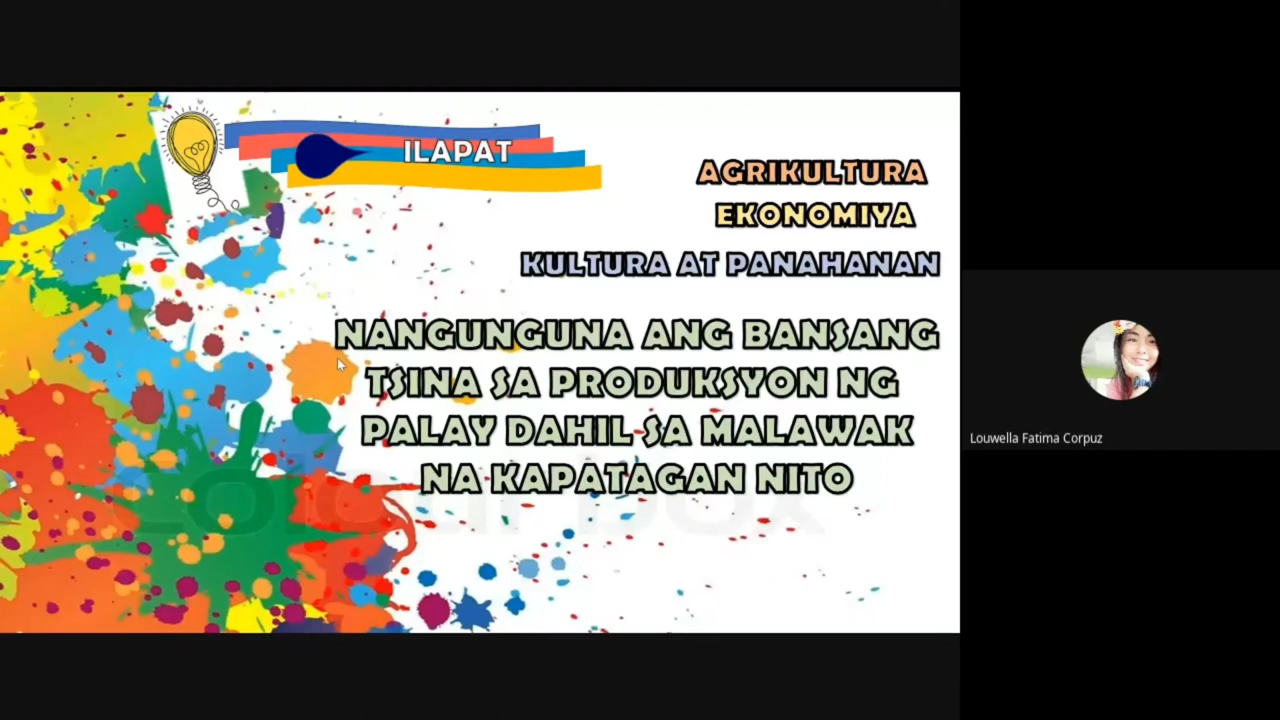 ILAPAT
AGRIKULTURA
EKONOMIYA
KULTURA AT PANAHANAN
NANGUNGUNA ANG BANSANG
TSINA SA PRODUKSYON NG
PALAY DAHIL SA MALAWAK
NA KAPATAGAN NITO
Louwella Fatima Corpuz